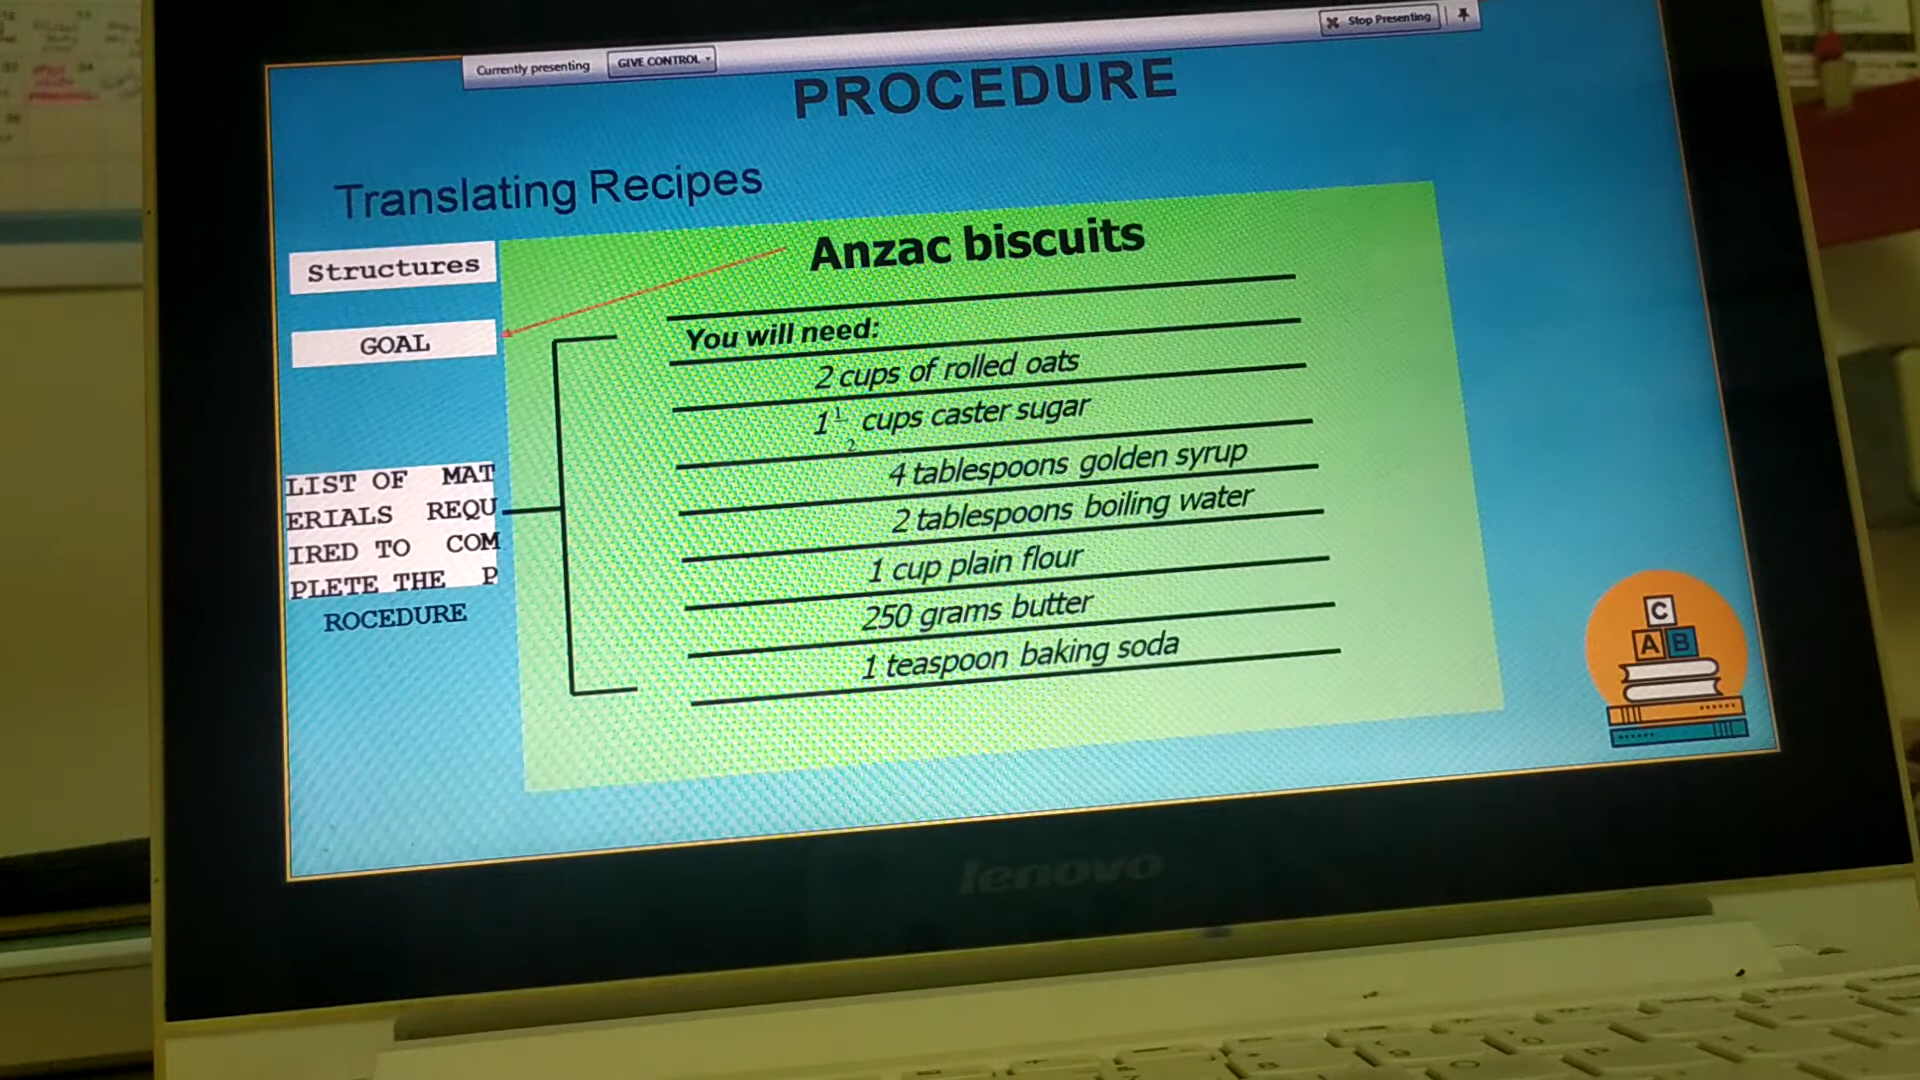 Currently presenting
GIVE CONTROL
Stop Presenting
PROCEDURE
Translating Recipes
Structures
GOAL
LIST OF MAT
ERIALS REQU
IRED TO COM
PLETE THE P
ROCEDURE
Anzac biscuits
You will need:
2 cups of rolled oats
1 1/2 cups caster sugar
4 tablespoons golden syrup
2 tablespoons boiling water
1 cup plain flour
250 grams butter
1 teaspoon baking soda
C
A B
lenovo